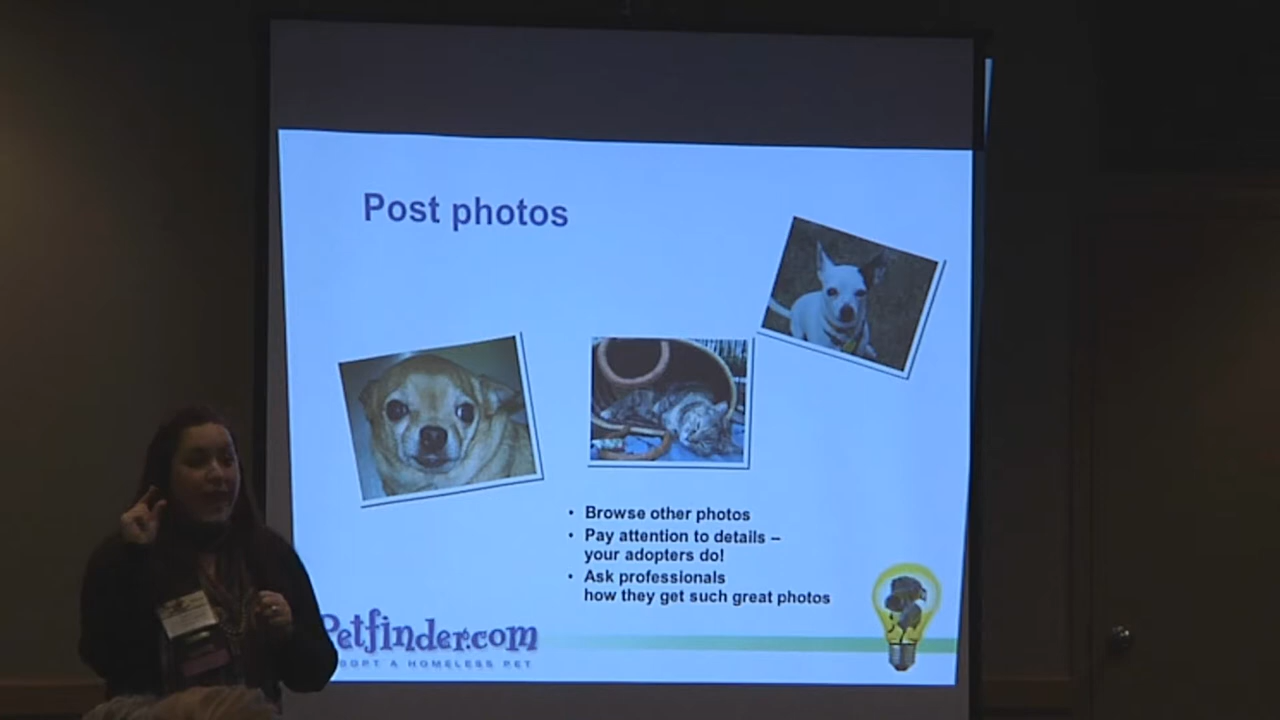 Post photos
• Browse other photos
• Pay attention to details –
your adopters do!
• Ask professionals
how they get such great photos
Petfinder.com
ADOPT A HOMELESS PET